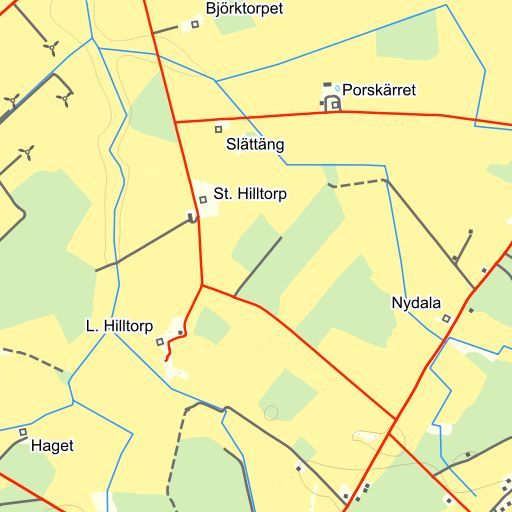 Björktorpet
Porskärret
Slättäng
St. Hilltorp
Nydala
L. Hilltorp
Haget